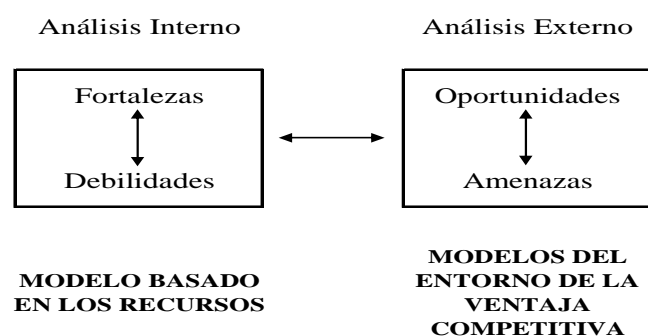 Análisis Interno
Análisis Externo
Fortalezas
Debilidades
Oportunidades
Amenazas
MODELO BASADO
EN LOS RECURSOS
MODELOS DEL
ENTORNO DE LA
VENTAJA
COMPETITIVA